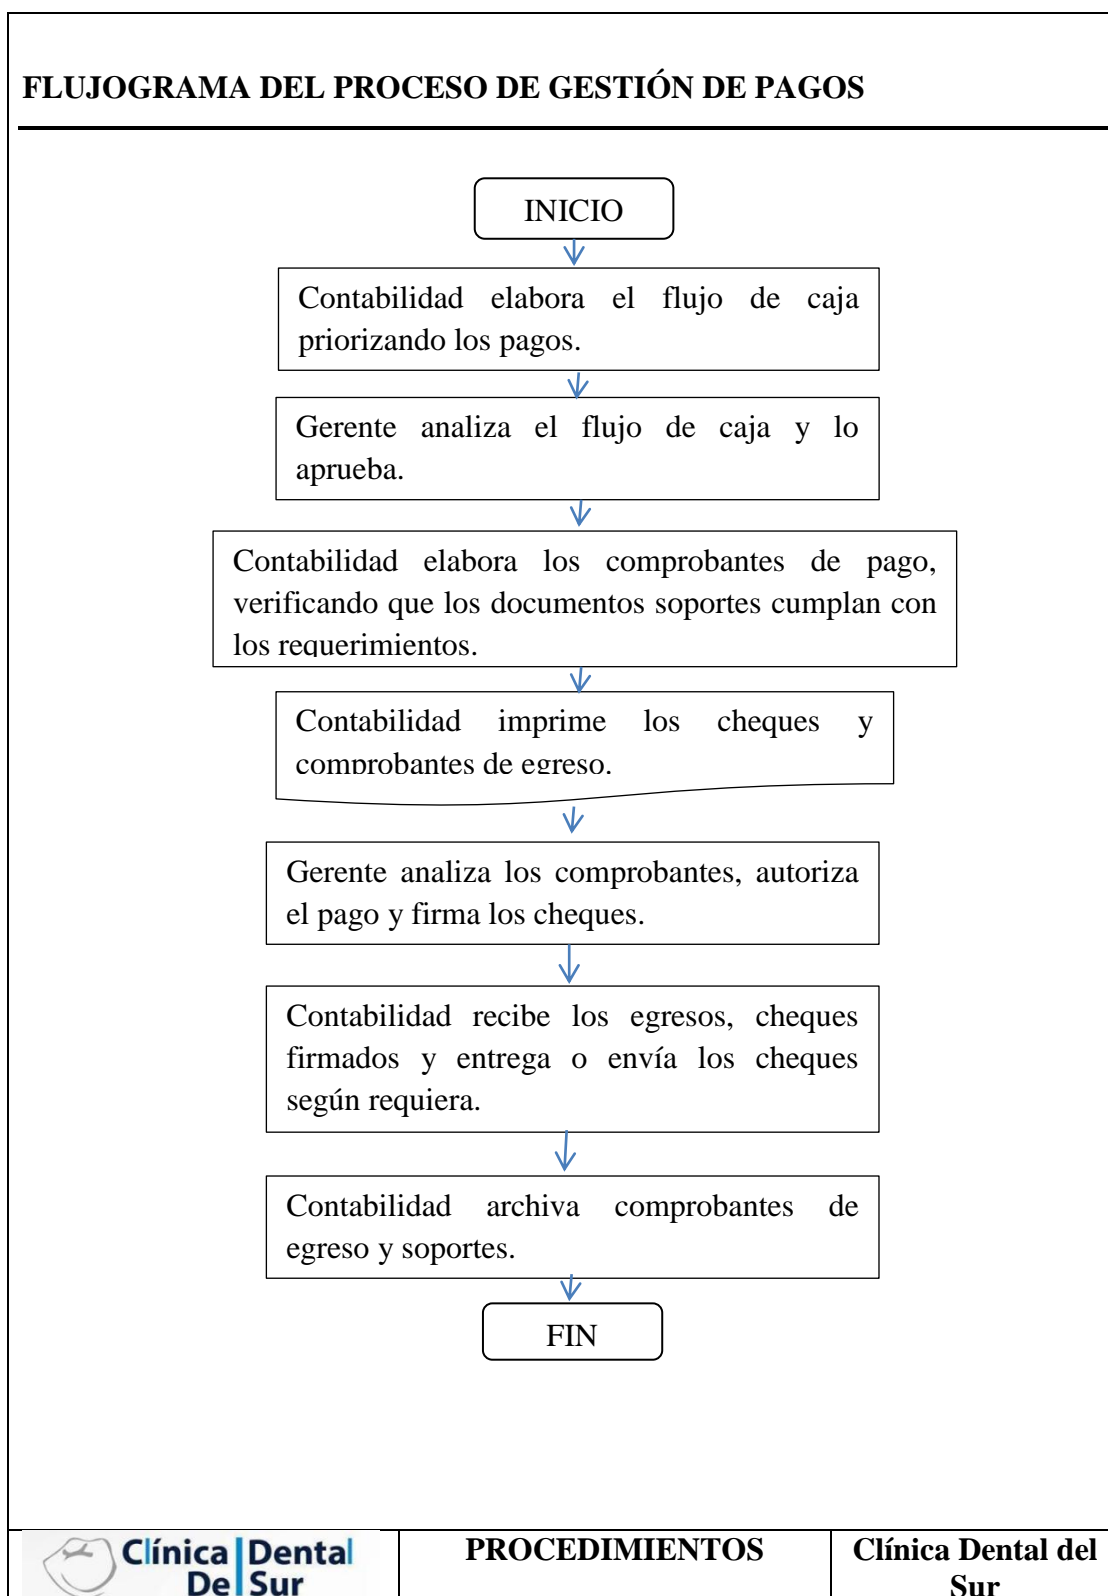 FLUJOGRAMA DEL PROCESO DE GESTIÓN DE PAGOS
INICIO
Contabilidad elabora el flujo de caja
priorizando los pagos.
Gerente analiza el flujo de caja y lo
aprueba.
Contabilidad elabora los comprobantes de pago,
verificando que los documentos soportes cumplan con
los requerimientos.
Contabilidad imprime los cheques y
comprobantes de egreso.
Gerente analiza los comprobantes, autoriza
el pago y firma los cheques.
Contabilidad recibe los egresos, cheques
firmados y entrega o envía los cheques
según requiera.
Contabilidad archiva comprobantes de
egreso y soportes.
FIN
Clínica Dental
De Sur
PROCEDIMIENTOS
Clínica Dental del
Sur